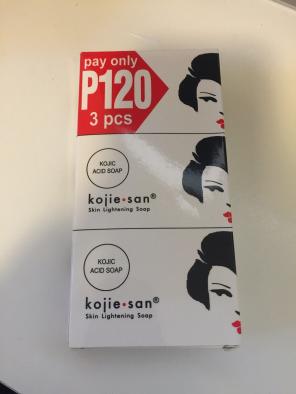 pay only
P120
3 pcs
KOJIC
ACID SOAP
kojie•san®
Skin Lightening Soap
KOJIC
ACID SOAP
kojie•san®
Skin Lightening Soap